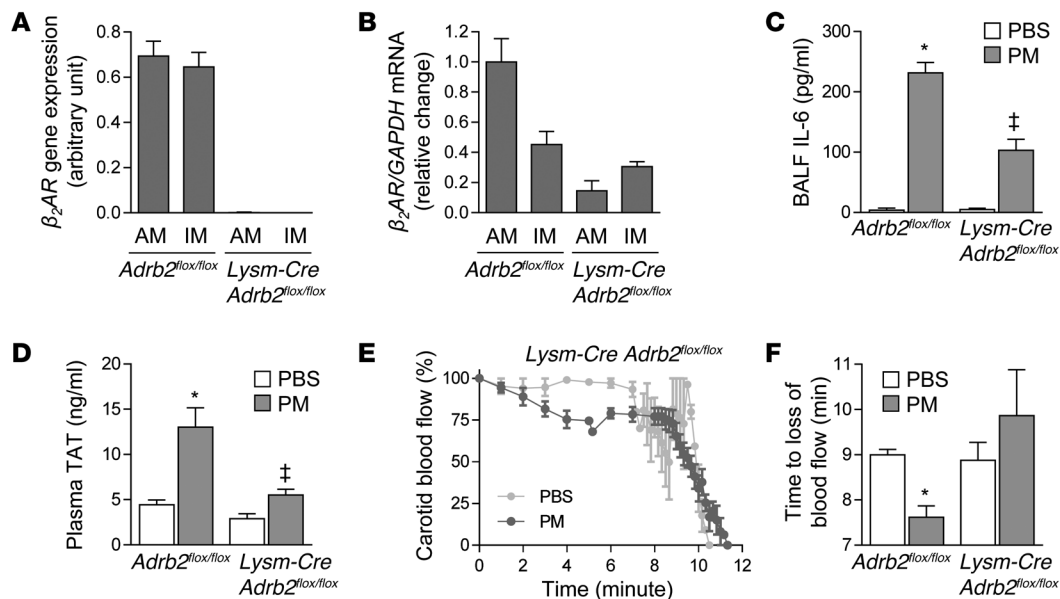 A
β₂AR gene expression
(arbitrary unit)
0.8
0.6
0.4
0.2
0.0
AM IM AM IM
Adrb2flox/flox Lysm-Cre
Adrb2flox/flox
B
β₂AR/GAPDH mRNA
(relative change)
1.2
1.0
0.8
0.6
0.4
0.2
0.0
AM IM AM IM
Adrb2flox/flox Lysm-Cre
Adrb2flox/flox
C
PBS
PM
BALF IL-6 (pg/ml)
300
200
100
0
*
‡
Adrb2flox/flox Lysm-Cre
Adrb2flox/flox
D
PBS
PM
Plasma TAT (ng/ml)
20
15
10
5
0
*
‡
Adrb2flox/flox Lysm-Cre
Adrb2flox/flox
E
Lysm-Cre Adrb2flox/flox
Carotid blood flow (%)
100
75
50
25
0
PBS
PM
0 2 4 6 8 10 12
Time (minute)
F
PBS
PM
Time to loss of
blood flow (min)
11
10
9
8
7
*
Adrb2flox/flox Lysm-Cre
Adrb2flox/flox